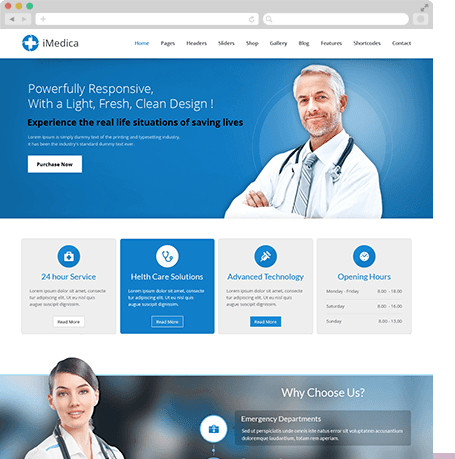 iMedica
Home Pages Headers Sliders Shop Gallery Blog Features Shortcodes Contact
Powerfully Responsive,
With a Light, Fresh, Clean Design !
Experience the real life situations of saving lives
Lorem Ipsum is simply dummy text of the printing and typesetting industry,
it has been the industry's standard dummy text ever.
Purchase Now
24 hour Service
Lorem ipsum dolor sit amet, consectetur adipiscing elit. Ut eu nisl quis augue suscipit dignissim.
Read More
Helth Care Solutions
Lorem ipsum dolor sit amet, consectetur adipiscing elit. Ut eu nisl quis augue suscipit dignissim.
Read More
Advanced Technology
Lorem ipsum dolor sit amet, consectetur adipiscing elit. Ut eu nisl quis augue suscipit dignissim.
Read More
Opening Hours
Monday - Friday 8.00 - 18.00
Saturday 8.00 - 16.00
Sunday 8.00 - 13.00
Why Choose Us?
Emergency Departments
Sed ut perspiciatis unde omnis iste natus error sit voluptatem accusantium
doloremque laudantium, totam rem aperiam.